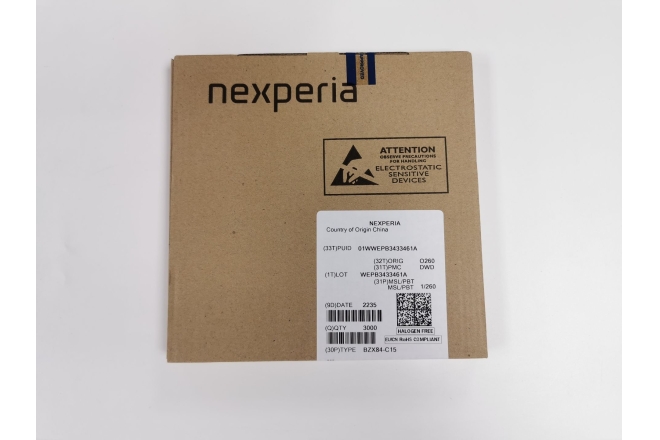 nexperia
ATTENTION
OBSERVE PRECAUTIONS
FOR HANDLING
ELECTROSTATIC
SENSITIVE
DEVICES
NEXPERIA
Country of Origin China
(33T)PUID 01WWEPB3433461A
(32T)ORIG O260
(31T)PMC DWD
(1T)LOT WEPB3433461A
(31P)MSL/PBT
MSL/PBT 1/260
(9D)DATE 2235
(Q)QTY 3000
HALOGEN FREE
EU/CN RoHS COMPLIANT
(30P)TYPE BZX84-C15